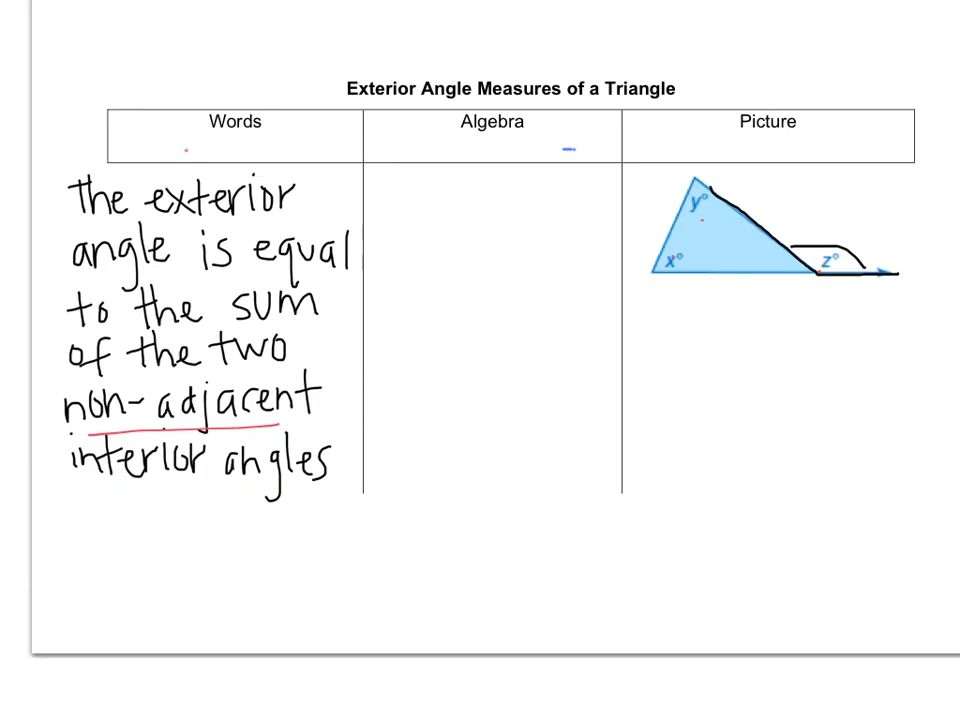 Exterior Angle Measures of a Triangle
Words Algebra Picture
The exterior
angle is equal
to the sum
of the two
non-adjacent
interior angles
y°
x°
z°